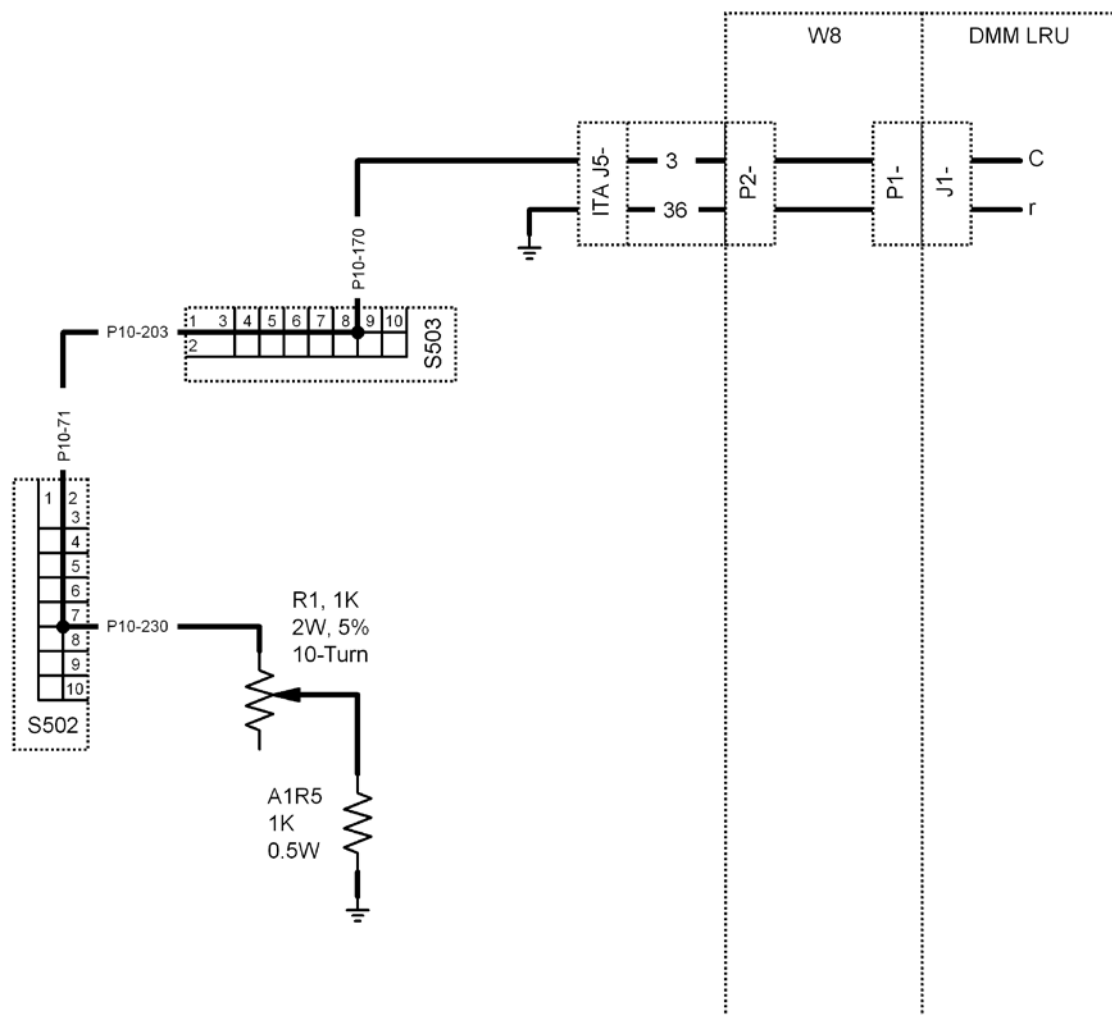 W8
DMM LRU
ITA J5-
3
36
P2-
P1-
J1-
C
r
P10-170
P10-203
1
3
4
5
6
7
8
9
10
2
S503
P10-71
1
2
3
4
5
6
7
8
9
10
S502
P10-230
R1, 1K
2W, 5%
10-Turn
A1R5
1K
0.5W